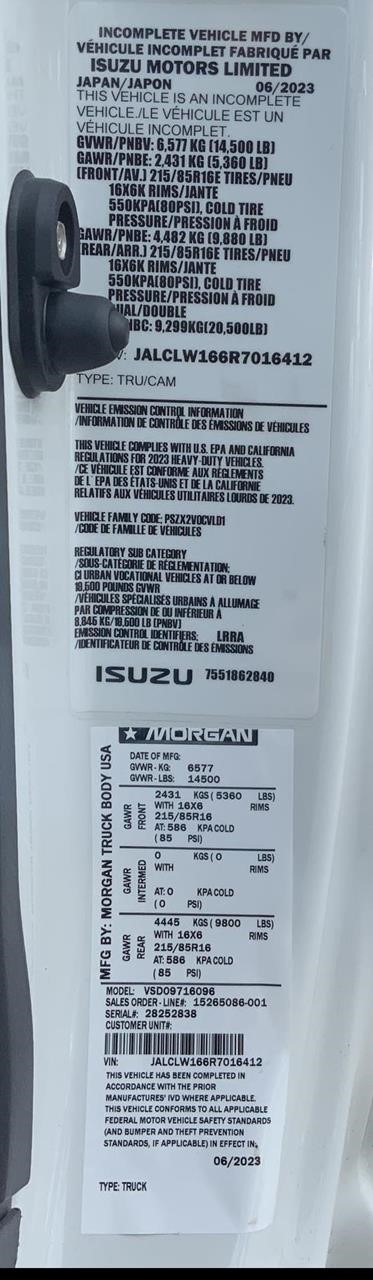 INCOMPLETE VEHICLE MFD BY/
VÉHICULE INCOMPLET FABRIQUÉ PAR
ISUZU MOTORS LIMITED
JAPAN/JAPON 06/2023
THIS VEHICLE IS AN INCOMPLETE
VEHICLE./LE VÉHICULE EST UN
VÉHICULE INCOMPLET.
GVWR/PNBV: 6,577 KG (14,500 LB)
GAWR/PNBE: 2,431 KG (5,360 LB)
(FRONT/AV.) 215/85R16E TIRES/PNEU
16X6K RIMS/JANTE
550KPA(80PSI), COLD TIRE
PRESSURE/PRESSION À FROID
GAWR/PNBE: 4,482 KG (9,880 LB)
(REAR/ARR.) 215/85R16E TIRES/PNEU
16X6K RIMS/JANTE
550KPA(80PSI), COLD TIRE
PRESSURE/PRESSION À FROID
DUAL/DOUBLE
NBC: 9,299KG(20,500LB)
V: JALCLW166R7016412
TYPE: TRU/CAM
VEHICLE EMISSION CONTROL INFORMATION
/INFORMATION DE CONTRÔLE DES ÉMISSIONS DE VÉHICULES
THIS VEHICLE COMPLIES WITH U.S. EPA AND CALIFORNIA
REGULATIONS FOR 2023 HEAVY-DUTY VEHICLES.
/CE VÉHICULE EST CONFORME AUX RÈGLEMENTS
DE L'EPA DES ÉTATS-UNIS ET DE LA CALIFORNIE
RELATIFS AUX VÉHICULES UTILITAIRES LOURDS DE 2023.
VEHICLE FAMILY CODE: PSZX2VOCVLD1
/CODE DE FAMILLE DE VÉHICULES
REGULATORY SUB CATEGORY
/SOUS-CATÉGORIE DE RÉGLEMENTATION:
CI URBAN VOCATIONAL VEHICLES AT OR BELOW
19,500 POUNDS GVWR
/VÉHICULES SPÉCIALISÉS URBAINS À ALLUMAGE
PAR COMPRESSION DE OU INFÉRIEUR À
8,845 KG/19,500 LB (PNBV)
EMISSION CONTROL IDENTIFIERS: LRRA
/IDENTIFICATEUR DE CONTRÔLE DES ÉMISSIONS
ISUZU 7551862840
MORGAN
MFG BY: MORGAN TRUCK BODY USA
DATE OF MFG:
GVWR - KG: 6577
GVWR - LBS: 14500
GAWR FRONT
2431 KGS ( 5360 LBS)
WITH 16X6 RIMS
215/85R16
AT: 586 KPA COLD
( 85 PSI)
GAWR INTERMED
0 KGS ( 0 LBS)
WITH RIMS
AT: 0 KPA COLD
( 0 PSI)
GAWR REAR
4445 KGS ( 9800 LBS)
WITH 16X6 RIMS
215/85R16
AT: 586 KPA COLD
( 85 PSI)
MODEL: VSD09716096
SALES ORDER - LINE#: 15265086-001
SERIAL#: 28252838
CUSTOMER UNIT#:
VIN: JALCLW166R7016412
THIS VEHICLE HAS BEEN COMPLETED IN
ACCORDANCE WITH THE PRIOR
MANUFACTURES' IVD WHERE APPLICABLE.
THIS VEHICLE CONFORMS TO ALL APPLICABLE
FEDERAL MOTOR VEHICLE SAFETY STANDARDS
(AND BUMPER AND THEFT PREVENTION
STANDARDS, IF APPLICABLE) IN EFFECT IN:
06/2023
TYPE: TRUCK